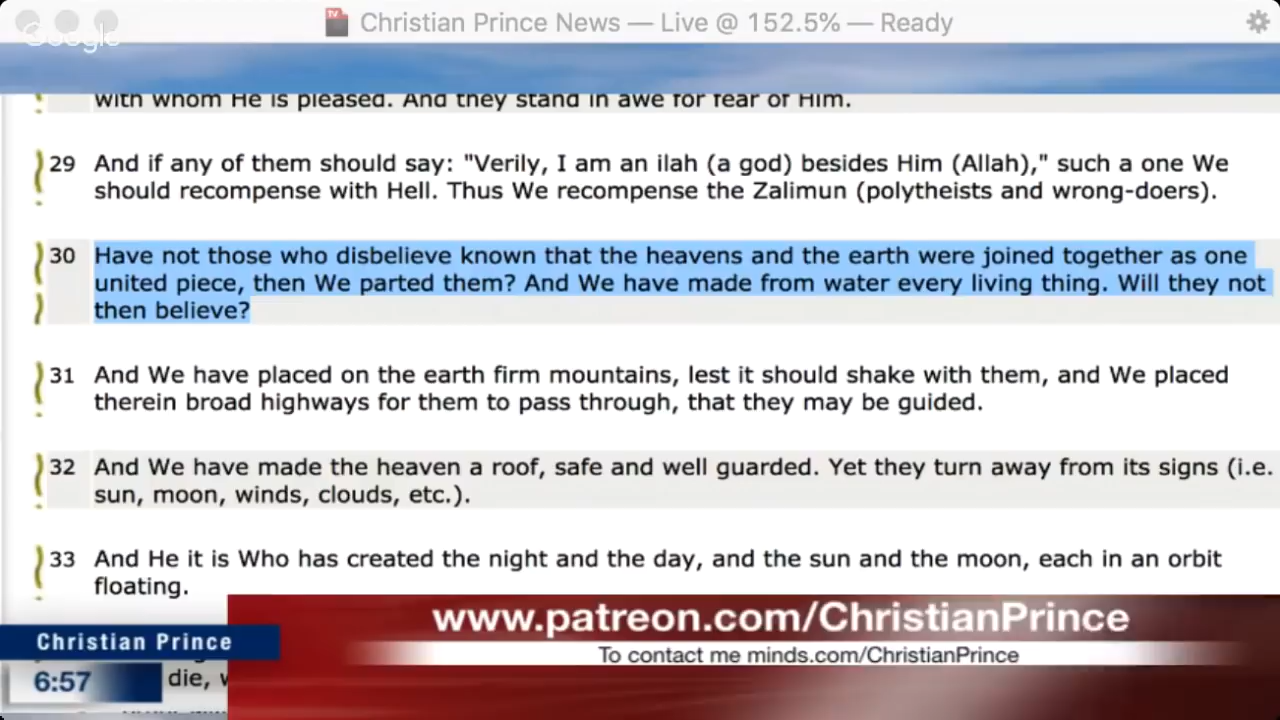 Google
Christian Prince News — Live @ 152.5% — Ready
with whom He is pleased. And they stand in awe for fear of Him.
29 And if any of them should say: "Verily, I am an ilah (a god) besides Him (Allah)," such a one We
should recompense with Hell. Thus We recompense the Zalimun (polytheists and wrong-doers).
30 Have not those who disbelieve known that the heavens and the earth were joined together as one
united piece, then We parted them? And We have made from water every living thing. Will they not
then believe?
31 And We have placed on the earth firm mountains, lest it should shake with them, and We placed
therein broad highways for them to pass through, that they may be guided.
32 And We have made the heaven a roof, safe and well guarded. Yet they turn away from its signs (i.e.
sun, moon, winds, clouds, etc.).
33 And He it is Who has created the night and the day, and the sun and the moon, each in an orbit
floating.
www.patreon.com/ChristianPrince
Christian Prince
To contact me minds.com/ChristianPrince
6:57
die,